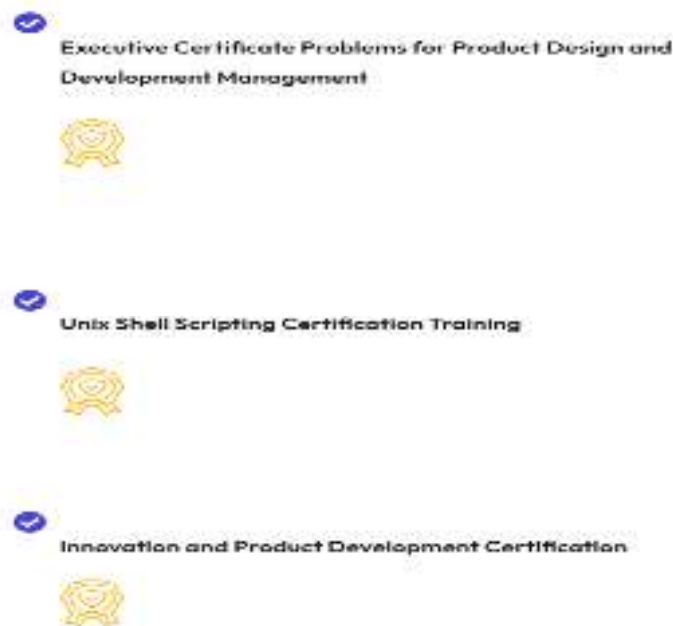 Executive Certificate Problems for Product Design and
Development Management
Unix Shell Scripting Certification Training
Innovation and Product Development Certification